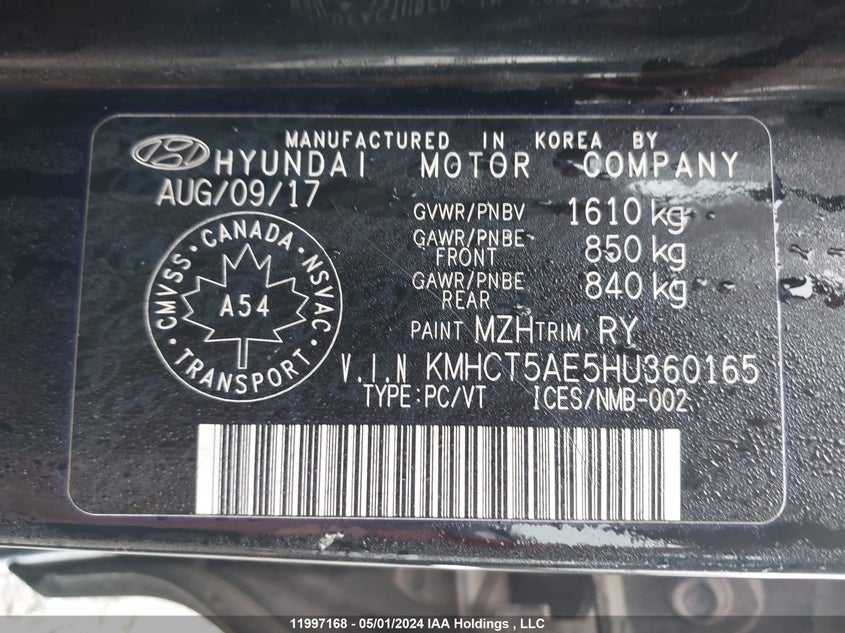 MANUFACTURED IN KOREA BY
HYUNDAI MOTOR COMPANY
AUG/09/17
GVWR/PNBV 1610 kg
GAWR/PNBE FRONT 850 kg
GAWR/PNBE REAR 840 kg
CMVSS · CANADA · NSVAC · TRANSPORT ·
A54
PAINT MZH TRIM RY
V.I.N KMHCT5AE5HU360165
TYPE:PC/VT ICES/NMB-002
11997168 - 05/01/2024 IAA Holdings , LLC